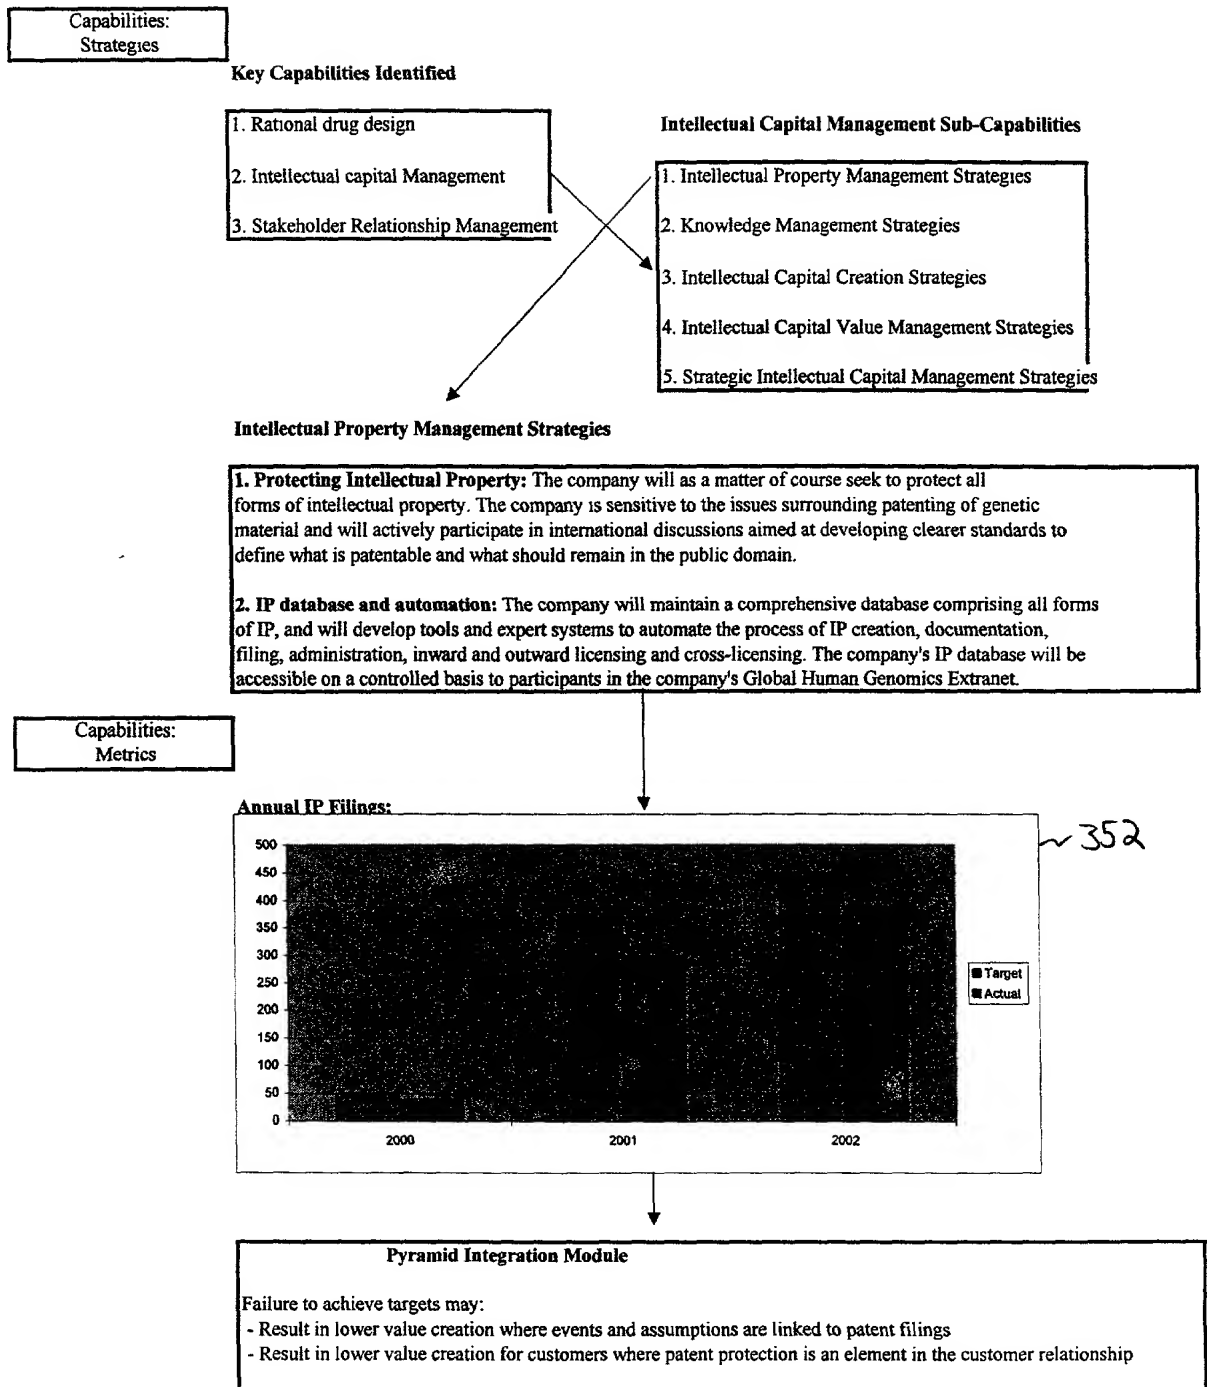 Capabilities:
Strategies
Key Capabilities Identified
1. Rational drug design
2. Intellectual capital Management
3. Stakeholder Relationship Management
Intellectual Capital Management Sub-Capabilities
1. Intellectual Property Management Strategies
2. Knowledge Management Strategies
3. Intellectual Capital Creation Strategies
4. Intellectual Capital Value Management Strategies
5. Strategic Intellectual Capital Management Strategies
Intellectual Property Management Strategies
1. Protecting Intellectual Property: The company will as a matter of course seek to protect all
forms of intellectual property. The company is sensitive to the issues surrounding patenting of genetic
material and will actively participate in international discussions aimed at developing clearer standards to
define what is patentable and what should remain in the public domain.
2. IP database and automation: The company will maintain a comprehensive database comprising all forms
of IP, and will develop tools and expert systems to automate the process of IP creation, documentation,
filing, administration, inward and outward licensing and cross-licensing. The company's IP database will be
accessible on a controlled basis to participants in the company's Global Human Genomics Extranet.
Capabilities:
Metrics
Annual IP Filings:
352
500
450
400
350
300
250
200
150
100
50
0
2000
2001
2002
Target
Actual
Pyramid Integration Module
Failure to achieve targets may:
- Result in lower value creation where events and assumptions are linked to patent filings
- Result in lower value creation for customers where patent protection is an element in the customer relationship